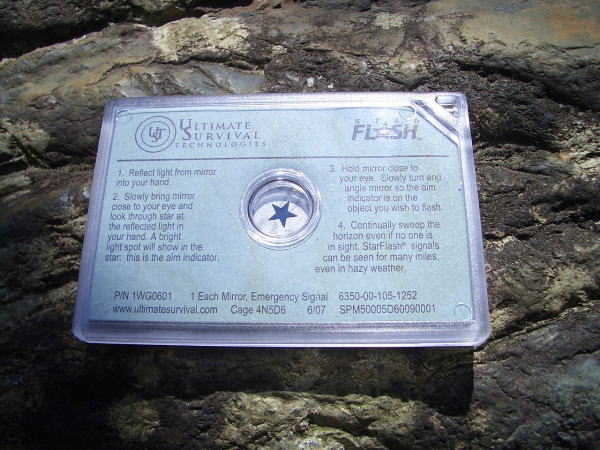 UST
ULTIMATE
SURVIVAL
TECHNOLOGIES
STAR
FLASH™
1. Reflect light from mirror
into your hand.
2. Slowly bring mirror
close to your eye and
look through star at
the reflected light in
your hand. A bright
light spot will show in the
star: this is the aim indicator.
3. Hold mirror close to
your eye. Slowly turn and
angle mirror so the aim
indicator is on the
object you wish to flash.
4. Continually sweep the
horizon even if no one is
in sight. StarFlash® signals
can be seen for many miles,
even in hazy weather.
P/N 1WG0601 1 Each Mirror, Emergency Signal 6350-00-105-1252
www.ultimatesurvival.com Cage 4N5D6 6/07 SPM50005D60090001